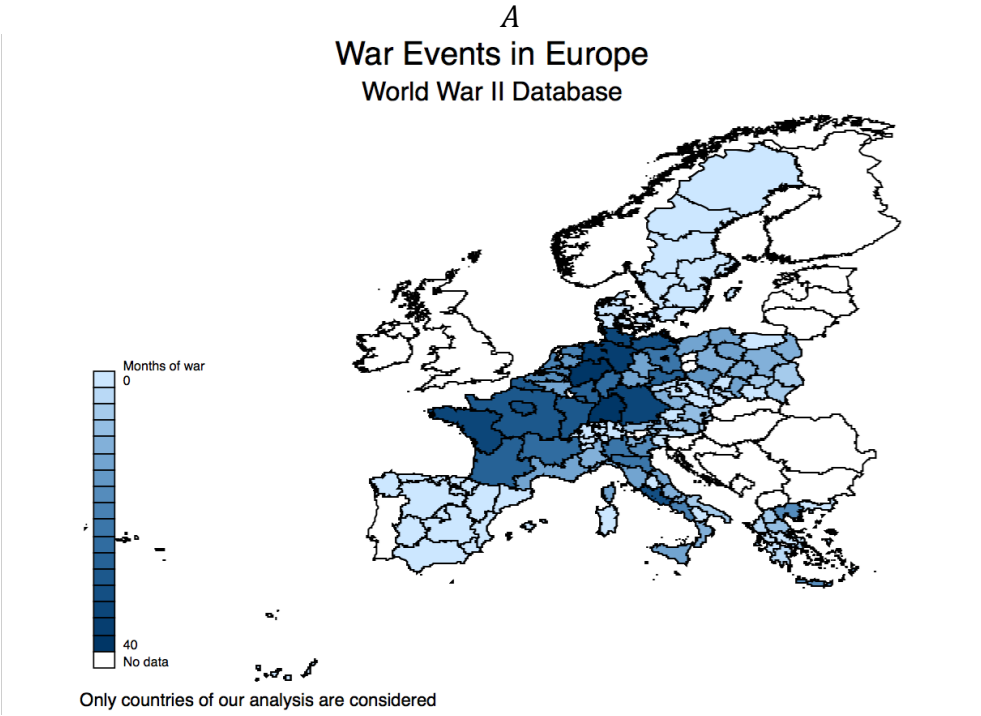 A
War Events in Europe
World War II Database
Months of war
0
40
No data
Only countries of our analysis are considered